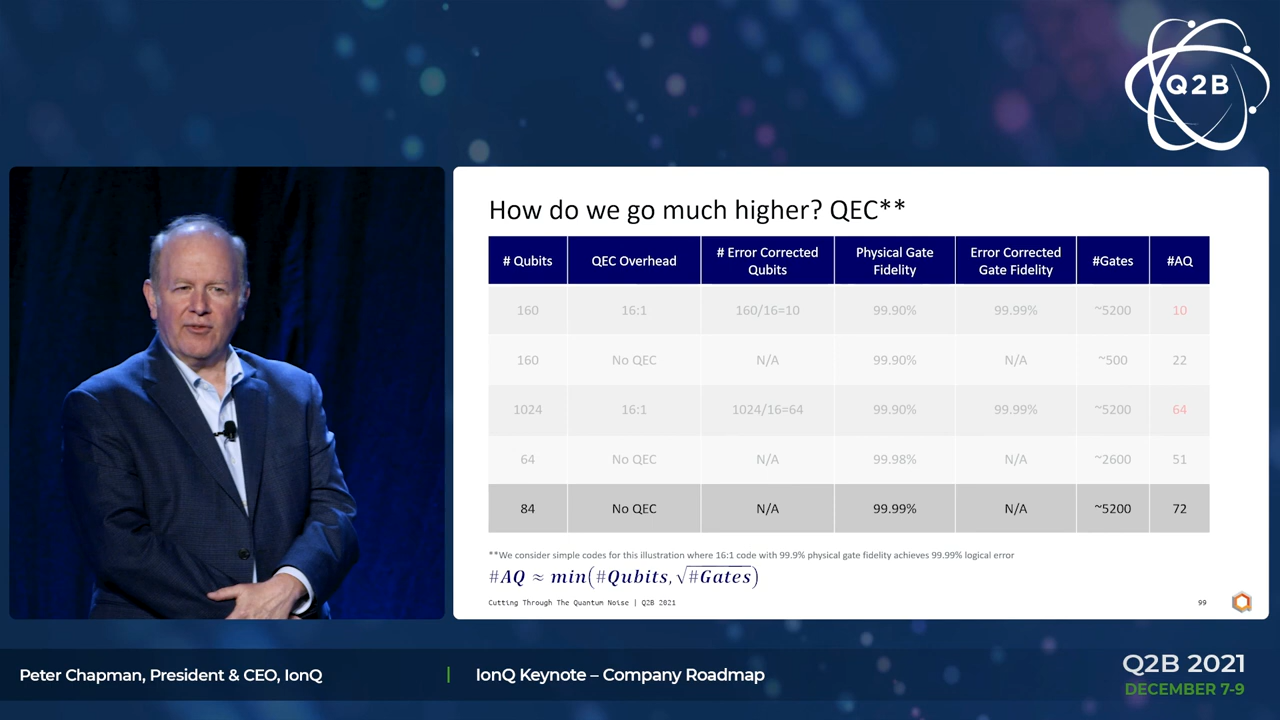 Q2B
How do we go much higher? QEC**
# Qubits QEC Overhead # Error Corrected Qubits Physical Gate Fidelity Error Corrected Gate Fidelity #Gates #AQ
160 16:1 160/16=10 99.90% 99.99% ~5200 10
160 No QEC N/A 99.90% N/A ~500 22
1024 16:1 1024/16=64 99.90% 99.99% ~5200 64
64 No QEC N/A 99.98% N/A ~2600 51
84 No QEC N/A 99.99% N/A ~5200 72
**We consider simple codes for this illustration where 16:1 code with 99.9% physical gate fidelity achieves 99.99% logical error
#AQ ≈ min(#Qubits, √#Gates)
Cutting Through The Quantum Noise | Q2B 2021 99
Peter Chapman, President & CEO, IonQ | IonQ Keynote – Company Roadmap
Q2B 2021
DECEMBER 7-9